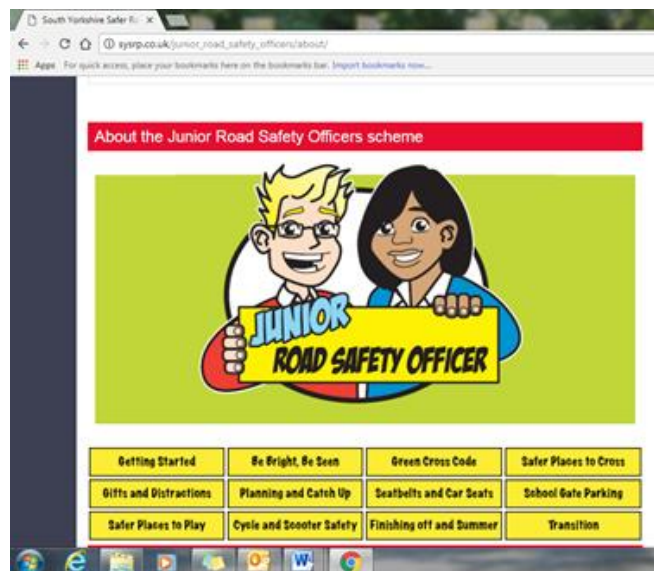 South Yorkshire Safer R
sysrp.co.uk/junior_road_safety_officers/about/
Apps For quick access, place your bookmarks here on the bookmarks bar. Import bookmarks now...
About the Junior Road Safety Officers scheme
JUNIOR
ROAD SAFETY OFFICER
Getting Started Be Bright, Be Seen Green Cross Code Safer Places to Cross
Gifts and Distractions Planning and Catch Up Seatbelts and Car Seats School Gate Parking
Safer Places to Play Cycle and Scooter Safety Finishing off and Summer Transition